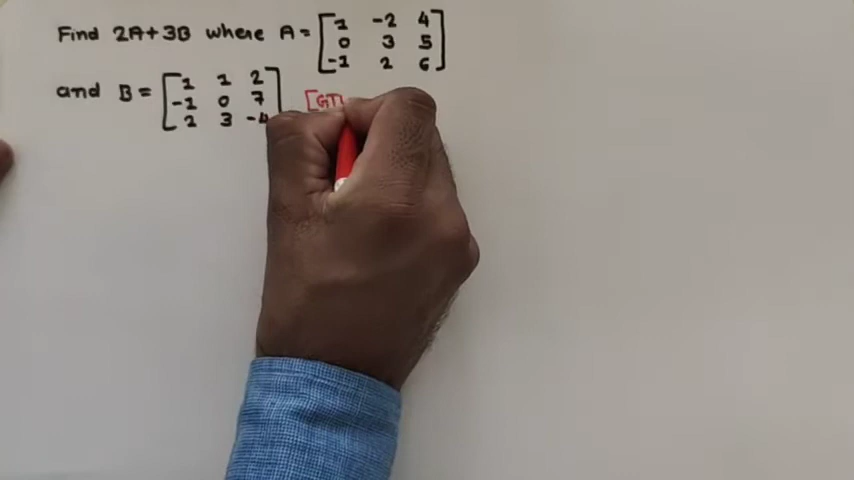 Find 2A+3B where A = [ 1 -2 4
0 3 5
-1 2 6 ]
and B = [ 1 1 2
-1 0 7
2 3 -4 ] [GTU